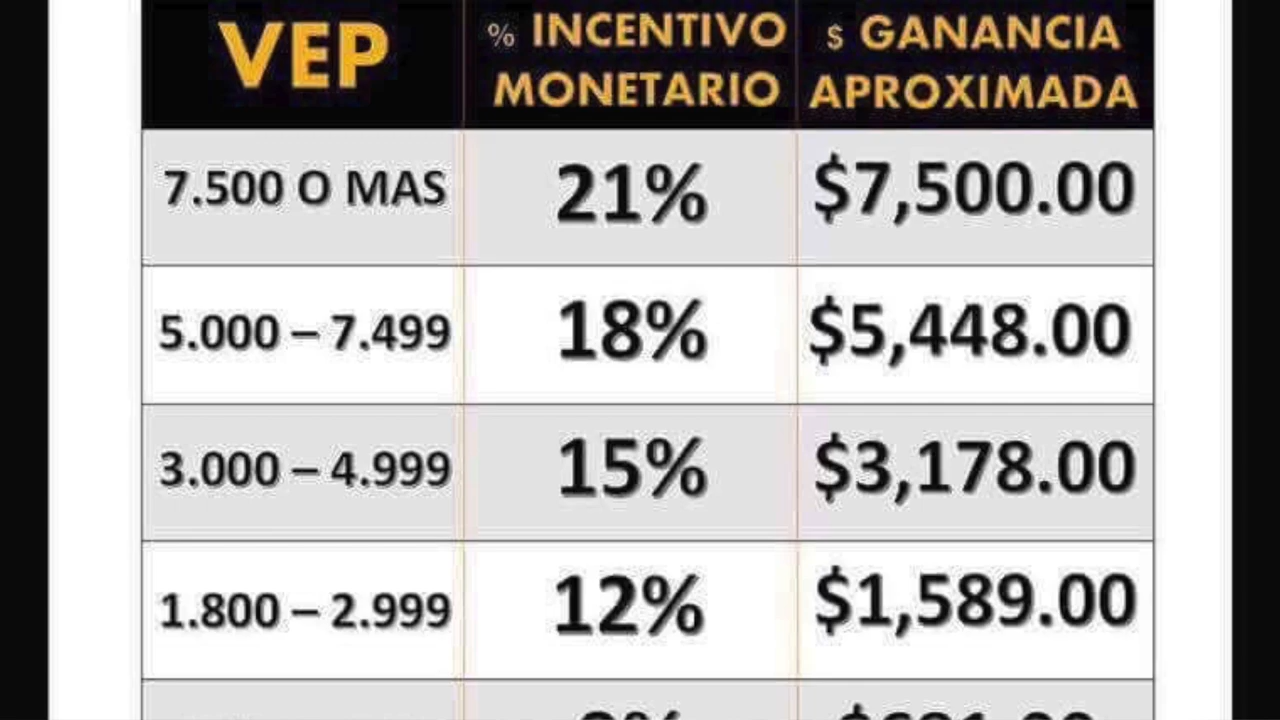 VEP
% INCENTIVO
MONETARIO
$ GANANCIA
APROXIMADA
7.500 O MAS 21% $7,500.00
5.000 – 7.499 18% $5,448.00
3.000 – 4.999 15% $3,178.00
1.800 – 2.999 12% $1,589.00